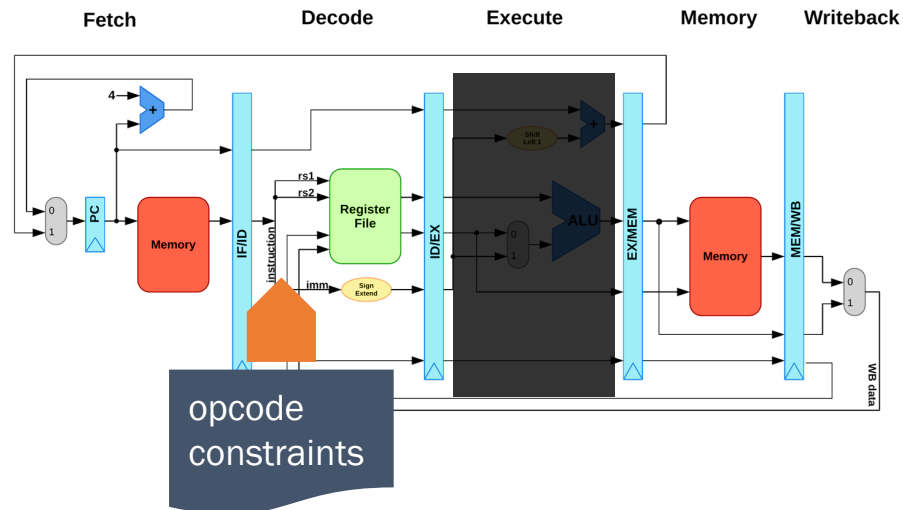 Fetch
Decode
Execute
Memory
Writeback
4
+
+
Shift
Left 1
rs1
rs2
0
1
PC
Memory
IF/ID
instruction
Register
File
imm
Sign
Extend
ID/EX
0
1
ALU
EX/MEM
Memory
MEM/WB
0
1
WB data
opcode
constraints